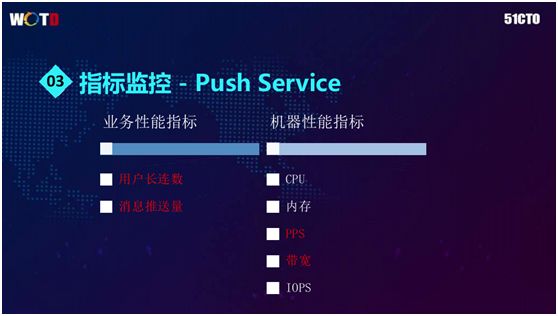 WOTD
51CTO
03
指标监控 - Push Service
业务性能指标
机器性能指标
用户长连数
消息推送量
CPU
内存
PPS
带宽
IOPS